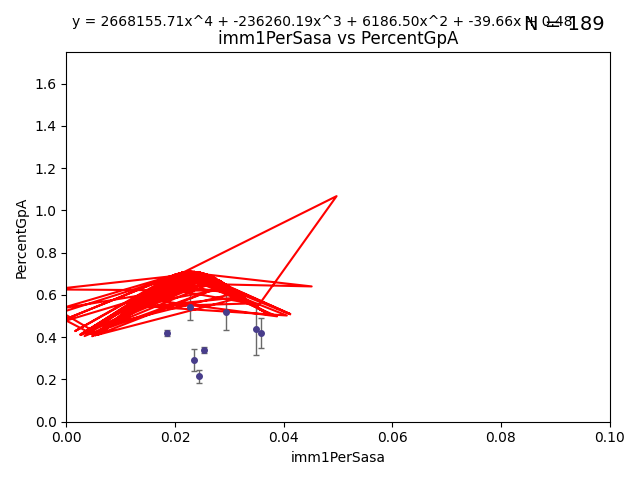 y = 2668155.71x^4 + -236260.19x^3 + 6186.50x^2 + -39.66x + 0.48
N = 189
imm1PerSasa vs PercentGpA
PercentGpA
1.6
1.4
1.2
1.0
0.8
0.6
0.4
0.2
0.0
0.00 0.02 0.04 0.06 0.08 0.10
imm1PerSasa